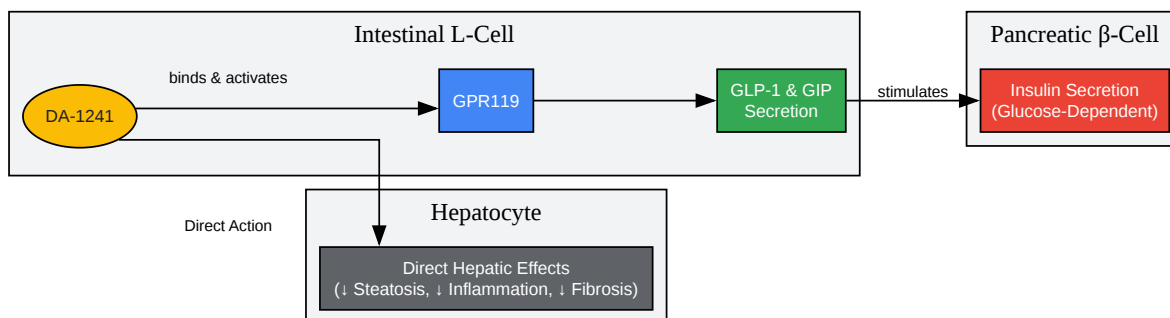 Intestinal L-Cell
Pancreatic β-Cell
binds & activates
DA-1241
GPR119
GLP-1 & GIP
Secretion
stimulates
Insulin Secretion
(Glucose-Dependent)
Direct Action
Hepatocyte
Direct Hepatic Effects
(↓ Steatosis, ↓ Inflammation, ↓ Fibrosis)